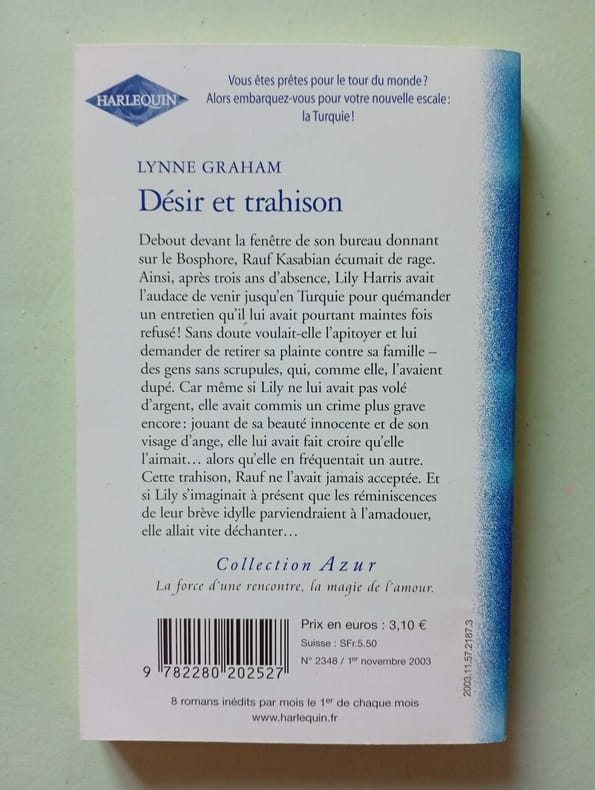 HARLEQUIN
Vous êtes prêtes pour le tour du monde ?
Alors embarquez-vous pour votre nouvelle escale :
la Turquie !
LYNNE GRAHAM
Désir et trahison
Debout devant la fenêtre de son bureau donnant
sur le Bosphore, Rauf Kasabian écumait de rage.
Ainsi, après trois ans d'absence, Lily Harris avait
l'audace de venir jusqu'en Turquie pour quémander
un entretien qu'il lui avait pourtant maintes fois
refusé ! Sans doute voulait-elle l'apitoyer et lui
demander de retirer sa plainte contre sa famille –
des gens sans scrupules, qui, comme elle, l'avaient
dupé. Car même si Lily ne lui avait pas volé
d'argent, elle avait commis un crime plus grave
encore : jouant de sa beauté innocente et de son
visage d'ange, elle lui avait fait croire qu'elle
l'aimait… alors qu'elle en fréquentait un autre.
Cette trahison, Rauf ne l'avait jamais acceptée. Et
si Lily s'imaginait à présent que les réminiscences
de leur brève idylle parviendraient à l'amadouer,
elle allait vite déchanter…
Collection Azur
La force d'une rencontre, la magie de l'amour.
9 782280 202527
Prix en euros : 3,10 €
Suisse : SFr.5.50
N° 2348 / 1er novembre 2003
2003.11.57.2187.3
8 romans inédits par mois le 1er de chaque mois
www.harlequin.fr